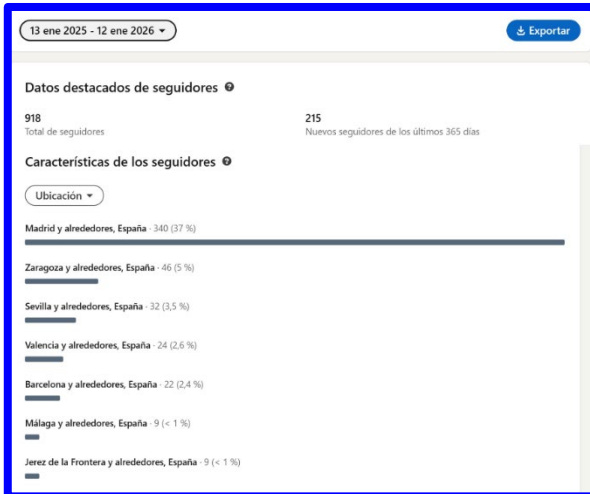 13 ene 2025 - 12 ene 2026
Exportar
Datos destacados de seguidores
918
Total de seguidores
215
Nuevos seguidores de los últimos 365 días
Características de los seguidores
Ubicación
Madrid y alrededores, España · 340 (37 %)
Zaragoza y alrededores, España · 46 (5 %)
Sevilla y alrededores, España · 32 (3,5 %)
Valencia y alrededores, España · 24 (2,6 %)
Barcelona y alrededores, España · 22 (2,4 %)
Málaga y alrededores, España · 9 (< 1 %)
Jerez de la Frontera y alrededores, España · 9 (< 1 %)